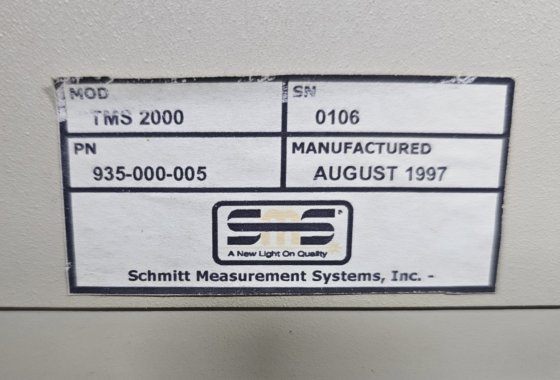 MOD
TMS 2000
SN
0106
PN
935-000-005
MANUFACTURED
AUGUST 1997
SMS®
A New Light On Quality
Schmitt Measurement Systems, Inc. -